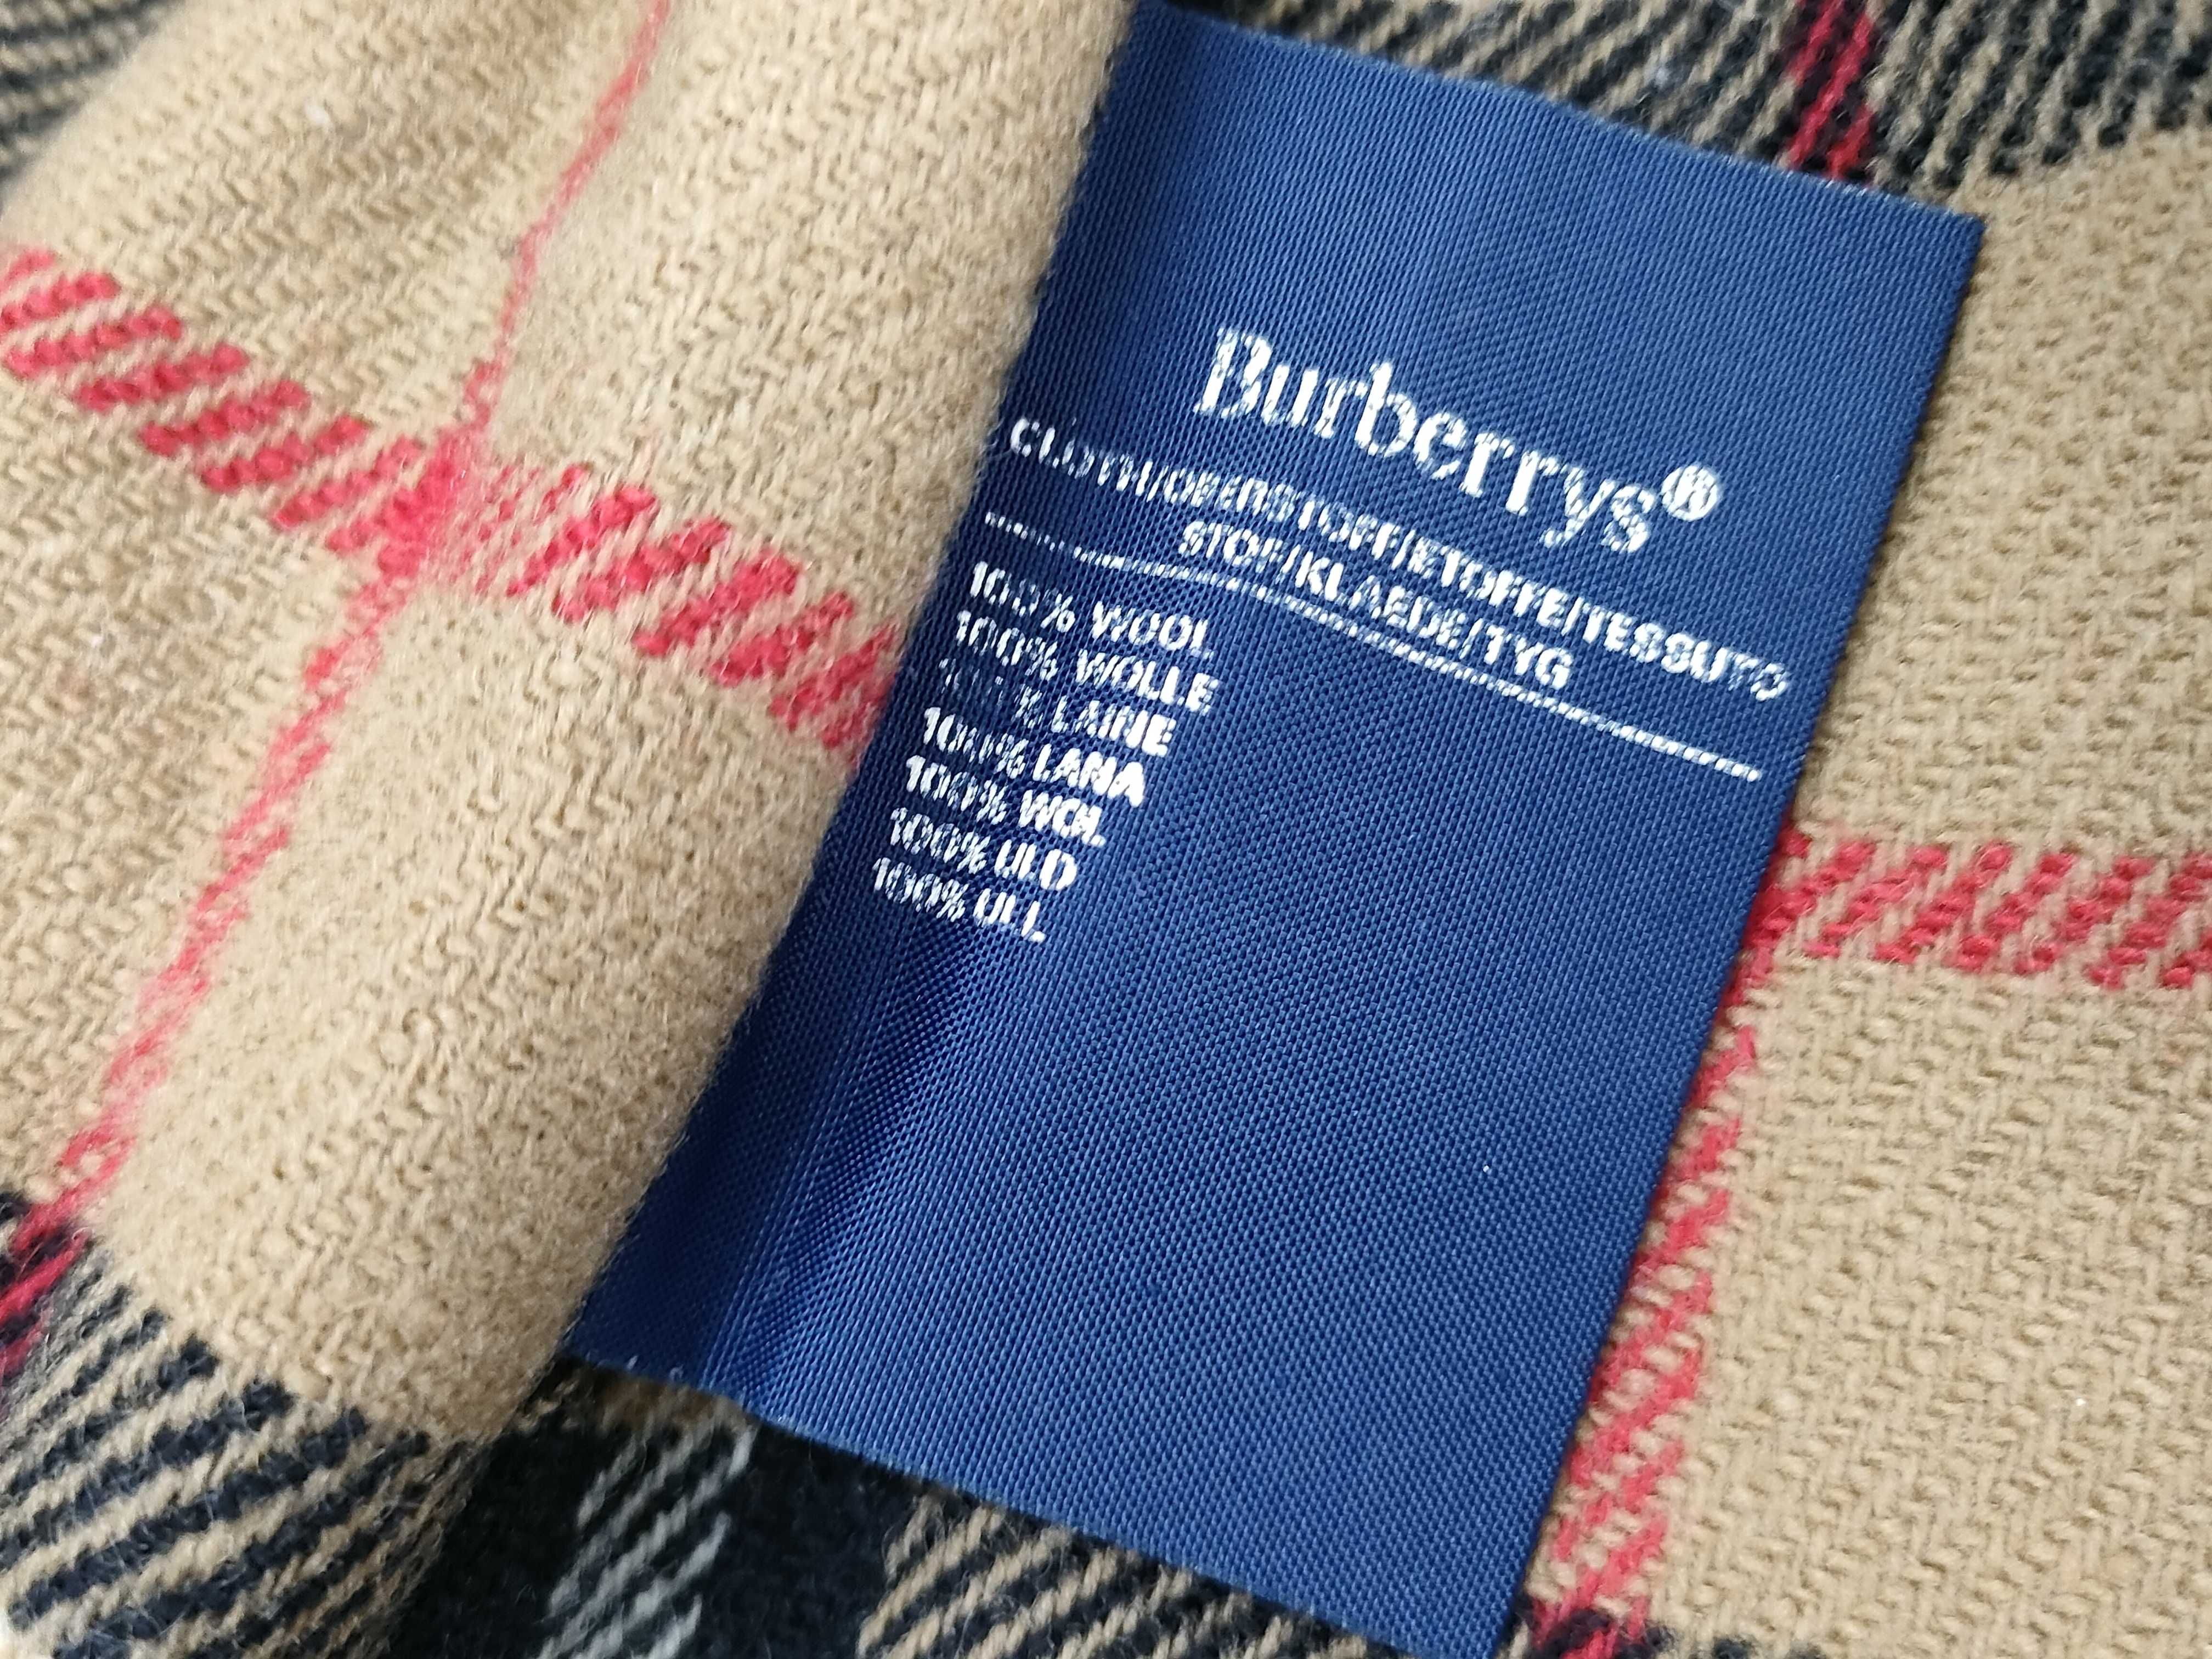 Burberrys®
CLOTH/OBERSTOFF/ETOFFE/TESSUTO
STOF/KLAEDE/TYG
100% WOOL
100% WOLLE
100% LAINE
100% LANA
100% WOL
100% ULD
100% ULL